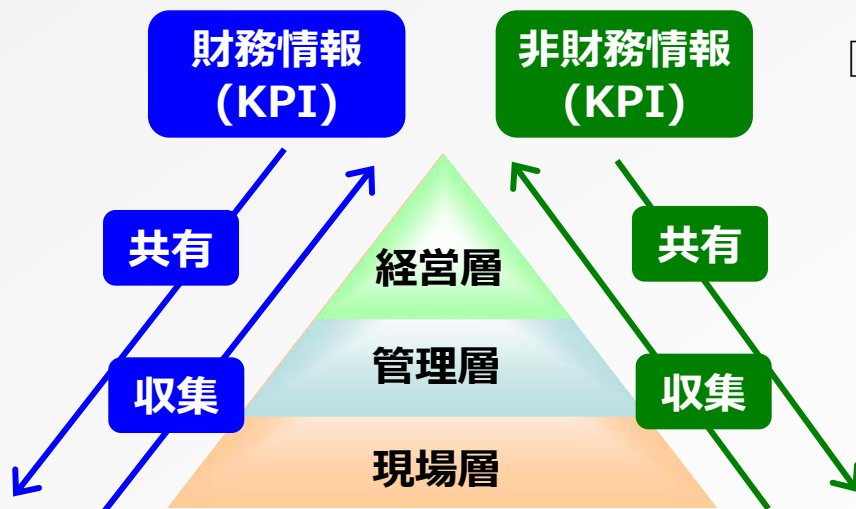 財務情報
(KPI)
非財務情報
(KPI)
共有
共有
経営層
管理層
収集
収集
現場層